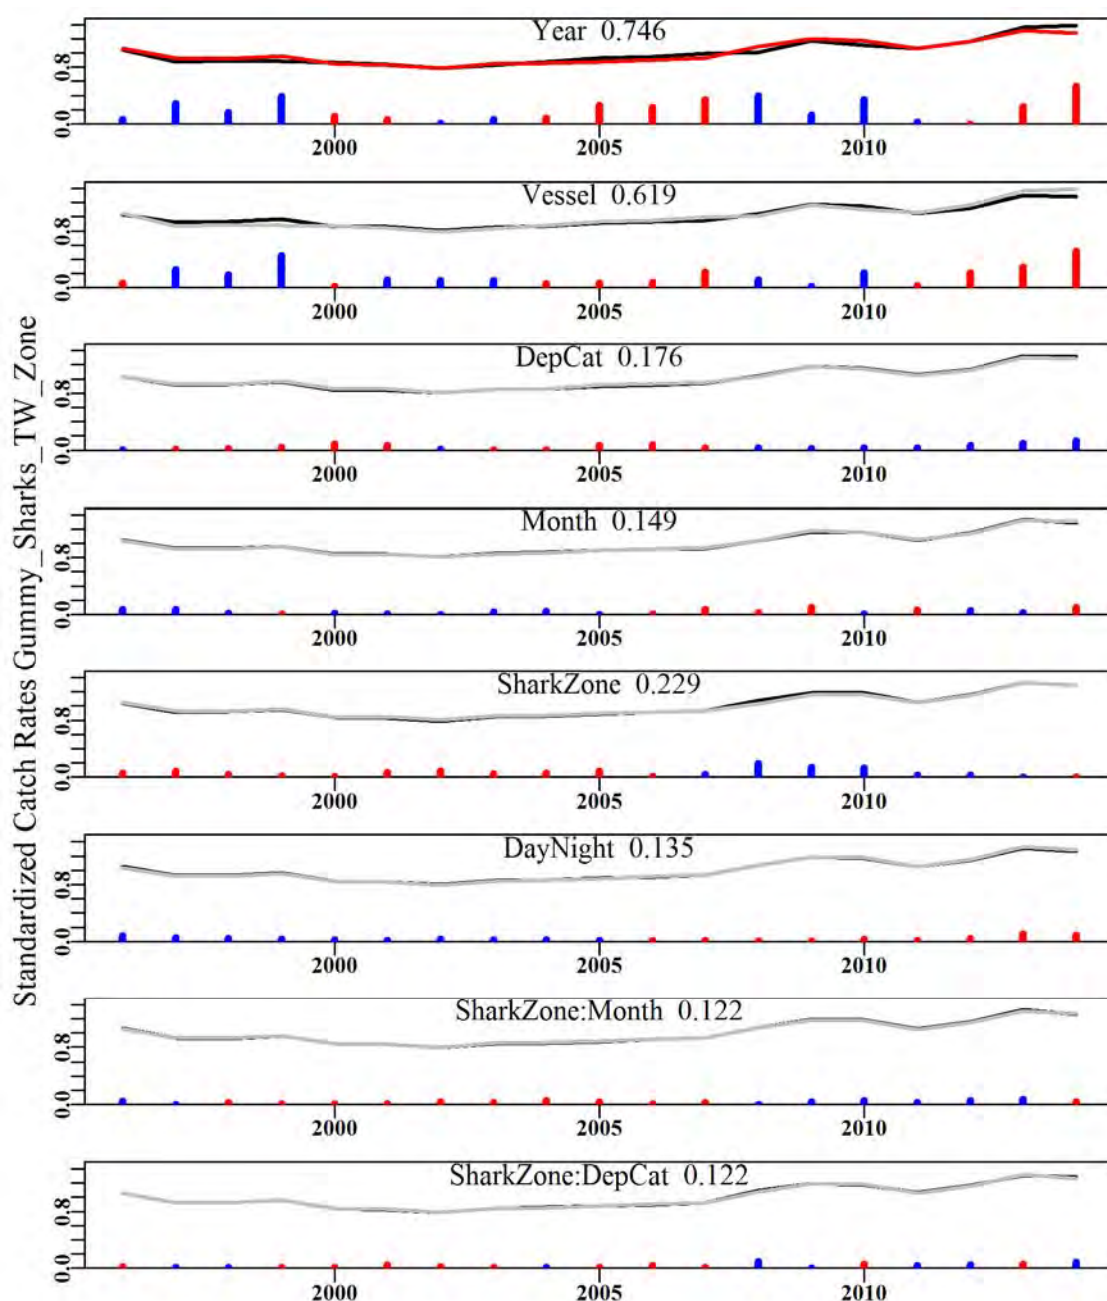 Standardized Catch Rates Gummy_Sharks_TW_Zone
Year 0.746
0.8
0.0
2000 2005 2010
Vessel 0.619
0.8
0.0
2000 2005 2010
DepCat 0.176
0.8
0.0
2000 2005 2010
Month 0.149
0.8
0.0
2000 2005 2010
SharkZone 0.229
0.8
0.0
2000 2005 2010
DayNight 0.135
0.8
0.0
2000 2005 2010
SharkZone:Month 0.122
0.8
0.0
2000 2005 2010
SharkZone:DepCat 0.122
0.8
0.0
2000 2005 2010